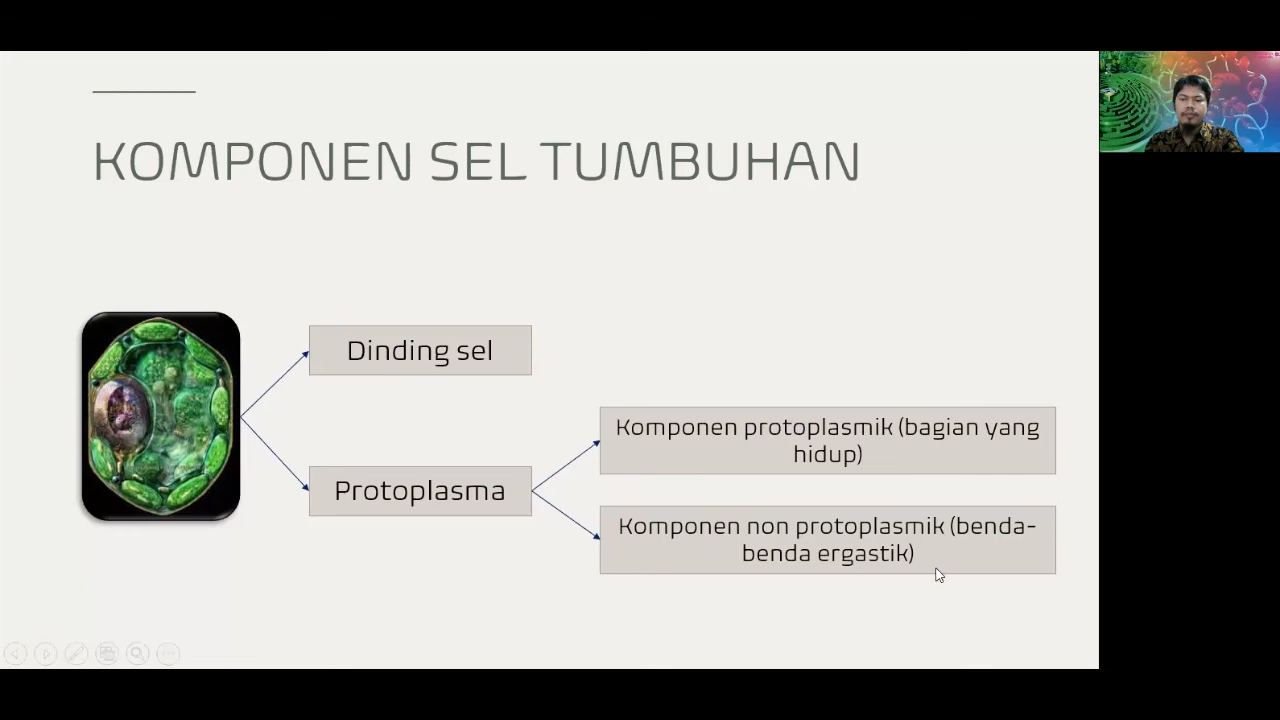 KOMPONEN SEL TUMBUHAN
Dinding sel
Protoplasma
Komponen protoplasmik (bagian yang
hidup)
Komponen non protoplasmik (benda-
benda ergastik)